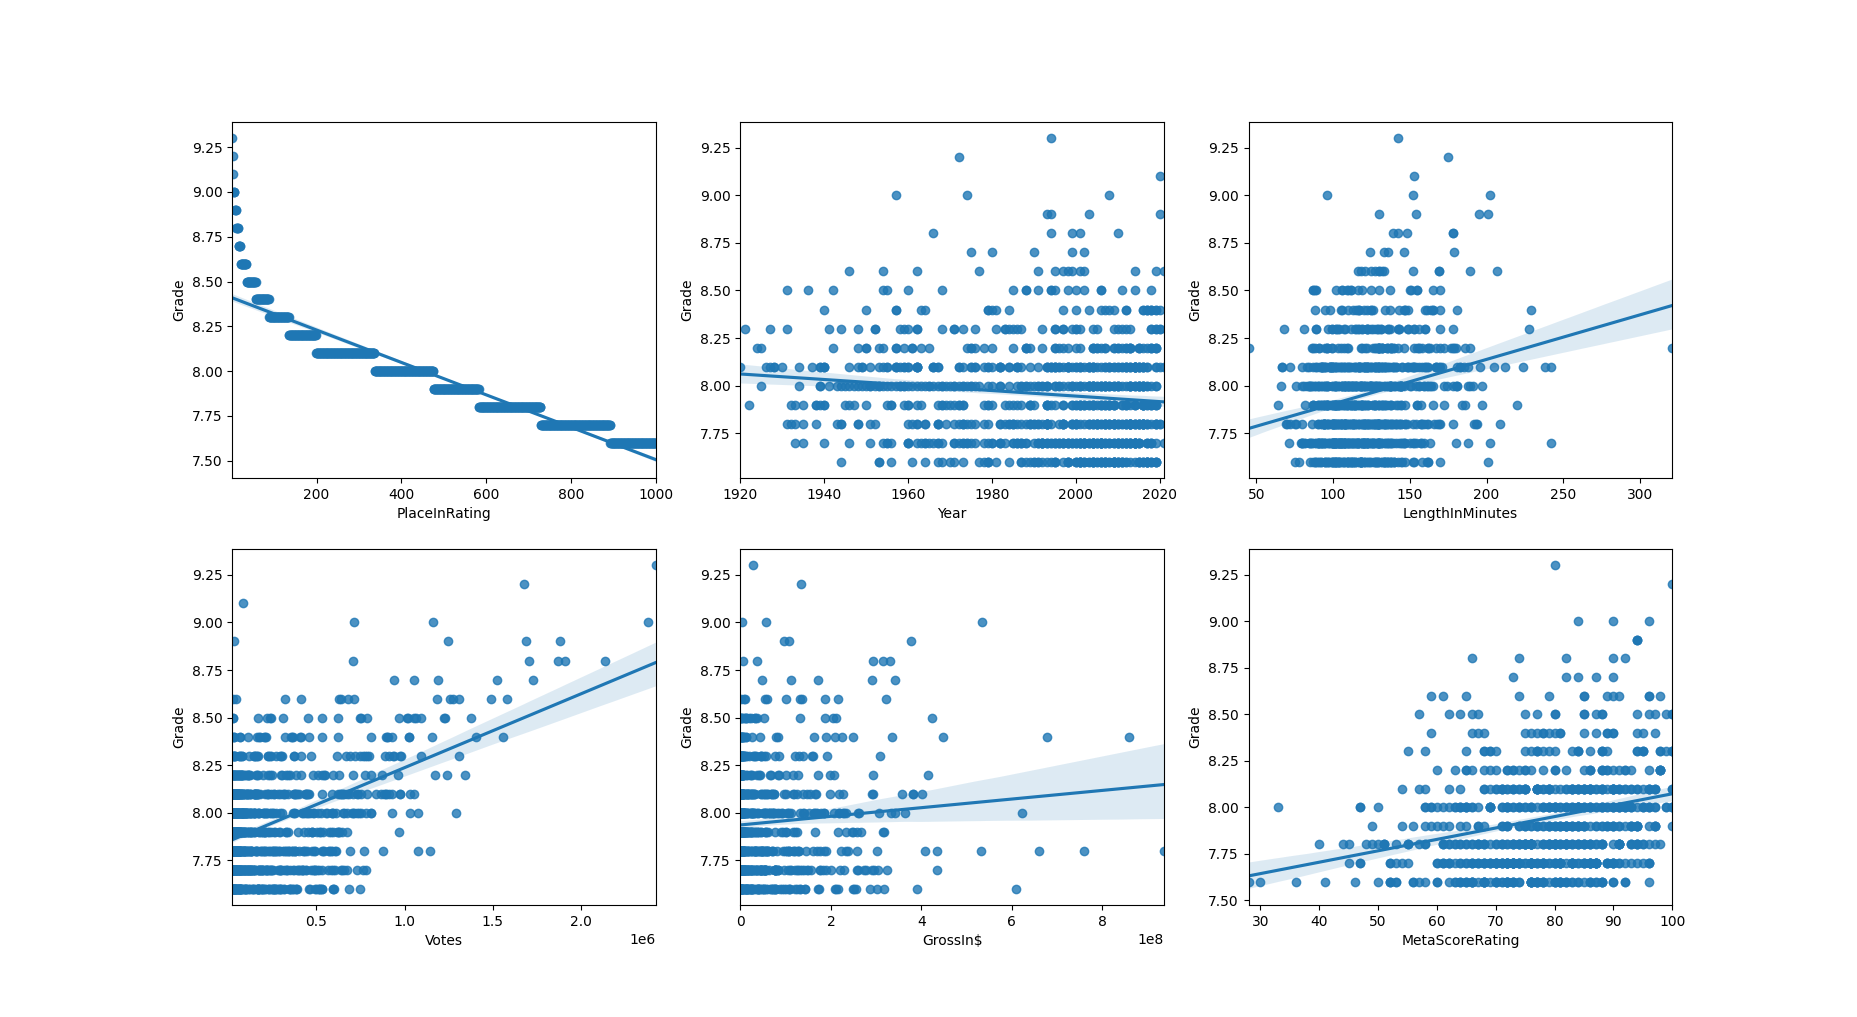 9.25
9.00
8.75
8.50
8.25
8.00
7.75
7.50
Grade
200 400 600 800 1000
PlaceInRating
9.25
9.00
8.75
8.50
8.25
8.00
7.75
Grade
1920 1940 1960 1980 2000 2020
Year
9.25
9.00
8.75
8.50
8.25
8.00
7.75
Grade
50 100 150 200 250 300
LengthInMinutes
9.25
9.00
8.75
8.50
8.25
8.00
7.75
Grade
0.5 1.0 1.5 2.0
Votes 1e6
9.25
9.00
8.75
8.50
8.25
8.00
7.75
Grade
0 2 4 6 8
GrossIn$ 1e8
9.25
9.00
8.75
8.50
8.25
8.00
7.75
7.50
Grade
30 40 50 60 70 80 90 100
MetaScoreRating